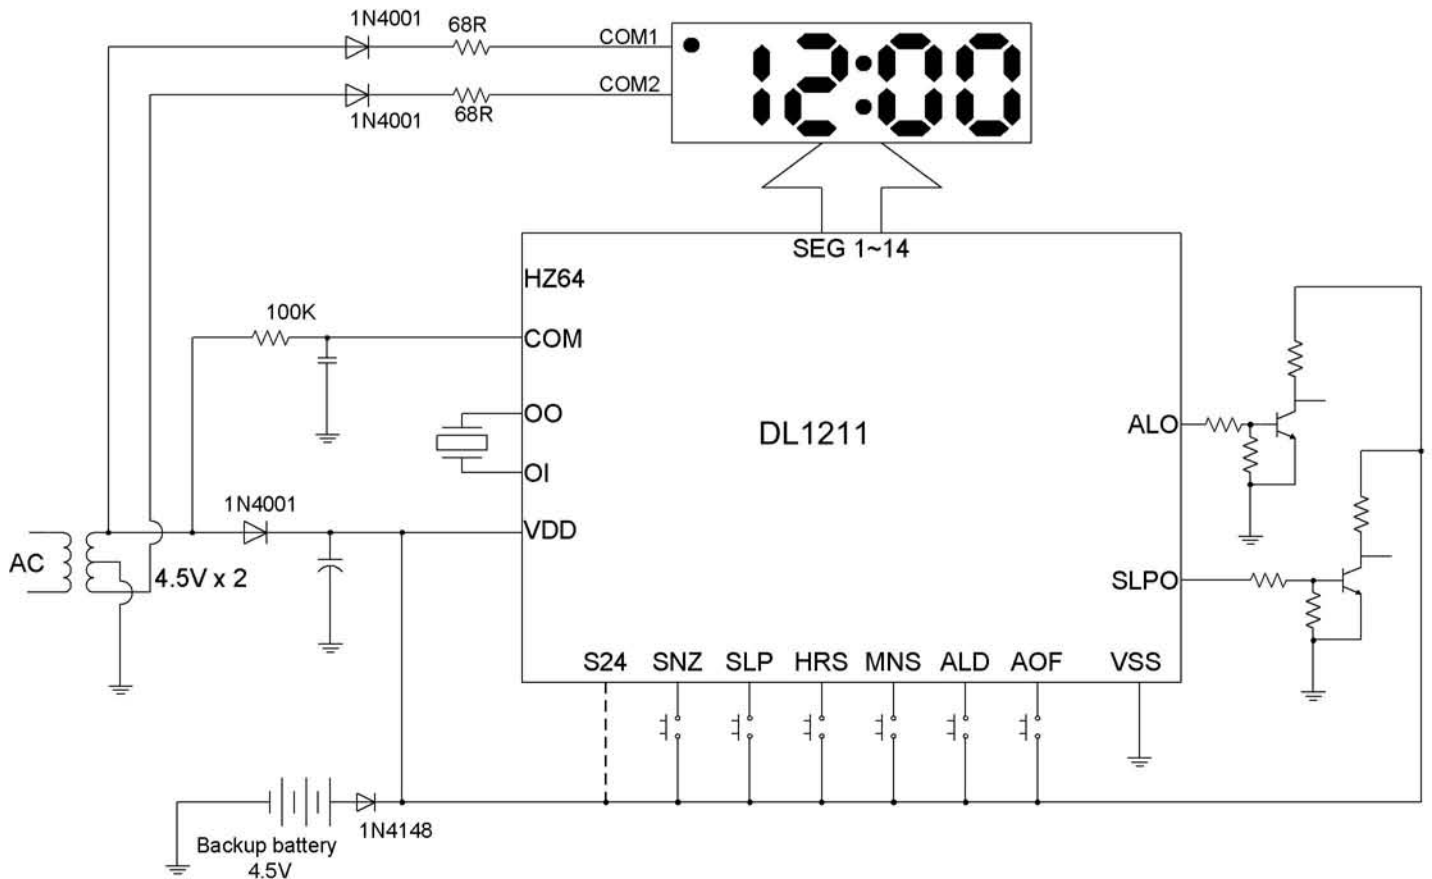 1N4001
68R
COM1
12:00
COM2
1N4001
68R
SEG 1~14
HZ64
100K
COM
OO
DL1211
ALO
OI
1N4001
VDD
AC
4.5V x 2
SLPO
S24 SNZ SLP HRS MNS ALD AOF VSS
1N4148
Backup battery
4.5V